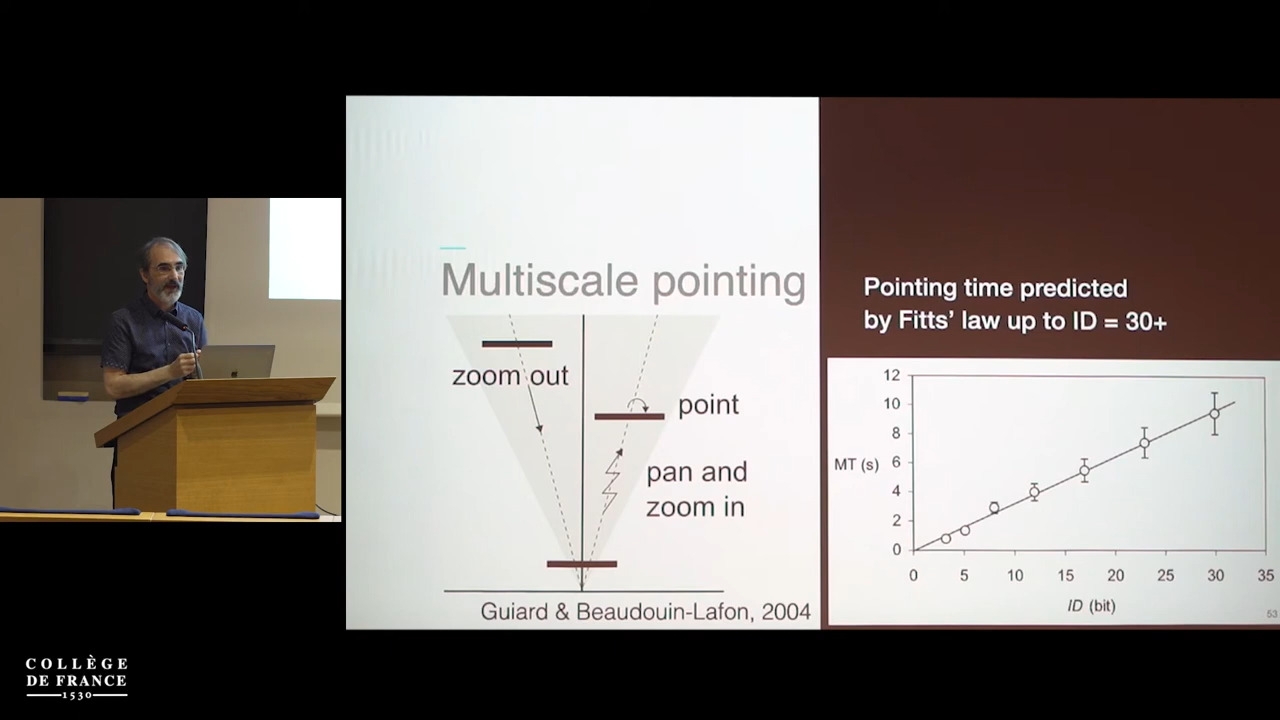 Multiscale pointing
zoom out
point
pan and
zoom in
Guiard & Beaudouin-Lafon, 2004
Pointing time predicted
by Fitts’ law up to ID = 30+
12
10
8
6
4
2
0
MT (s)
0 5 10 15 20 25 30 35
ID (bit)
53
COLLÈGE
DE FRANCE
1530